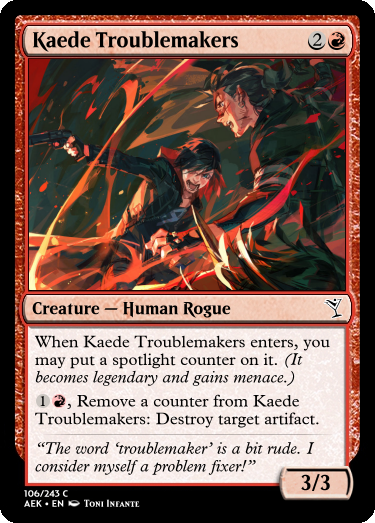 Kaede Troublemakers 2
Creature — Human Rogue
When Kaede Troublemakers enters, you
may put a spotlight counter on it. (It
becomes legendary and gains menace.)
1 , Remove a counter from Kaede
Troublemakers: Destroy target artifact.
“The word ‘troublemaker’ is a bit rude. I
consider myself a problem fixer!”
3/3
106/243 C
AEK • EN Toni Infante